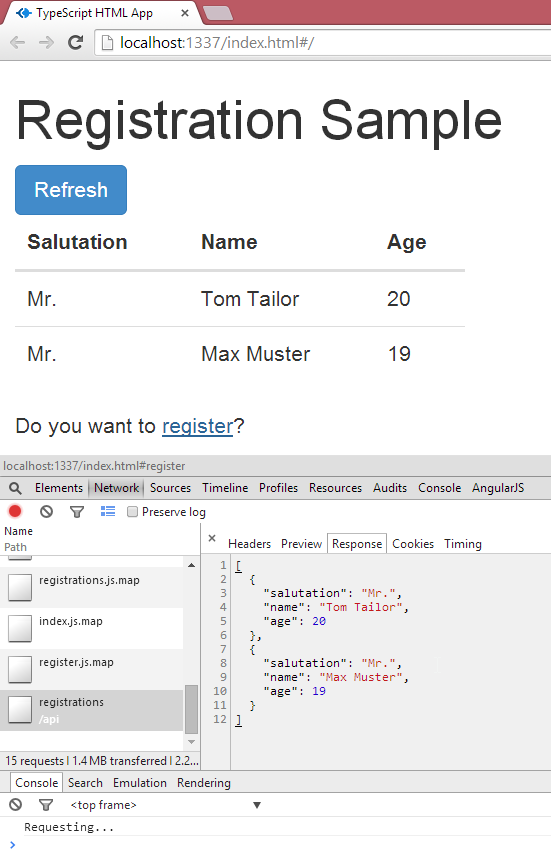 TypeScript HTML App ×
localhost:1337/index.html#/
Registration Sample
Refresh
Salutation Name Age
Mr. Tom Tailor 20
Mr. Max Muster 19
Do you want to register?
localhost:1337/index.html#register
Elements Network Sources Timeline Profiles Resources Audits Console AngularJS
Preserve log
Name
Path
× Headers Preview Response Cookies Timing
registrations.js.map
index.js.map
register.js.map
registrations
/api
1 [
2 {
3 "salutation": "Mr.",
4 "name": "Tom Tailor",
5 "age": 20
6 },
7 {
8 "salutation": "Mr.",
9 "name": "Max Muster",
10 "age": 19
11 }
12 ]
15 requests | 1.4 MB transferred | 2.2...
Console Search Emulation Rendering
<top frame> ▼
Requesting...
>